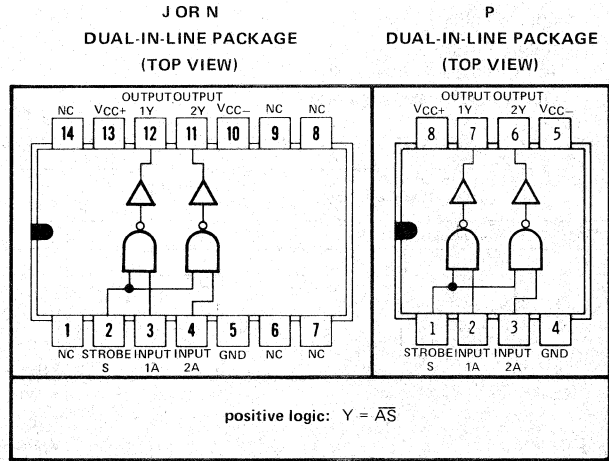 J OR N
DUAL-IN-LINE PACKAGE
(TOP VIEW)
OUTPUT OUTPUT
NC VCC+ 1Y 2Y VCC− NC NC
14 13 12 11 10 9 8
1 2 3 4 5 6 7
NC STROBE INPUT INPUT GND NC NC
S 1A 2A
P
DUAL-IN-LINE PACKAGE
(TOP VIEW)
OUTPUT OUTPUT
VCC+ 1Y 2Y VCC−
8 7 6 5
1 2 3 4
STROBE INPUT INPUT GND
S 1A 2A
positive logic: Y = A̅S̅